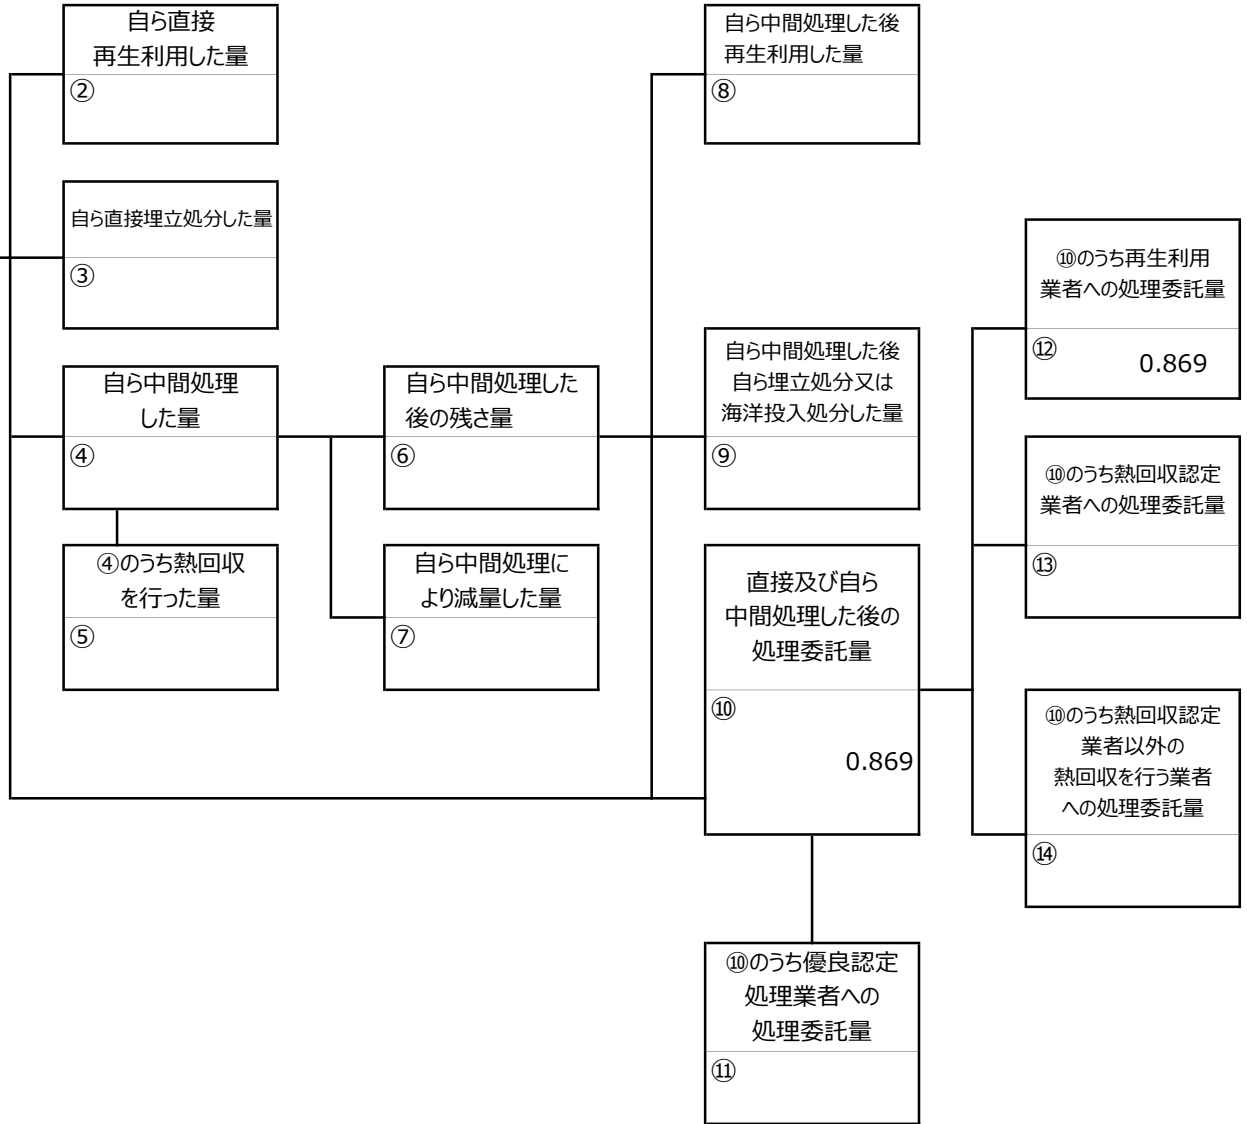 自ら直接
再生利用した量
②
自ら直接埋立処分した量
③
自ら中間処理
した量
④
④のうち熱回収
を行った量
⑤
自ら中間処理した
後の残さ量
⑥
自ら中間処理に
より減量した量
⑦
自ら中間処理した後
再生利用した量
⑧
自ら中間処理した後
自ら埋立処分又は
海洋投入処分した量
⑨
直接及び自ら
中間処理した後の
処理委託量
⑩
0.869
⑩のうち優良認定
処理業者への
処理委託量
⑪
⑩のうち再生利用
業者への処理委託量
⑫
0.869
⑩のうち熱回収認定
業者への処理委託量
⑬
⑩のうち熱回収認定
業者以外の
熱回収を行う業者
への処理委託量
⑭